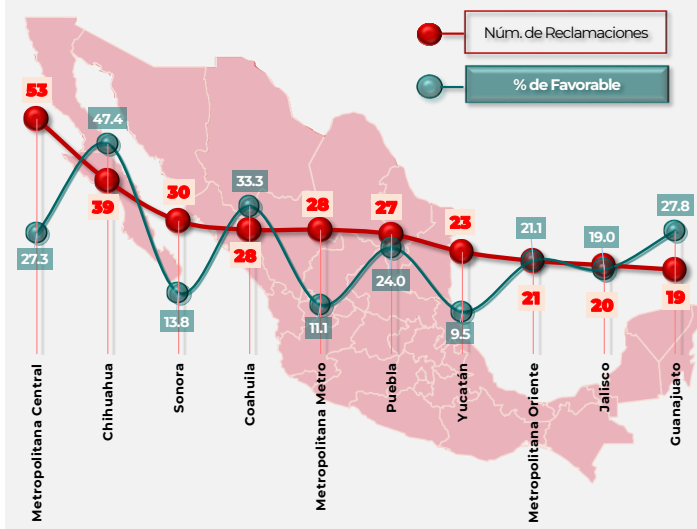 Núm. de Reclamaciones
% de Favorable
53
47.4
39
30
33.3
28
28
27
23
21.1
19.0
27.8
27.3
13.8
28
11.1
24.0
9.5
21
20
19
Metropolitana Central
Chihuahua
Sonora
Coahuila
Metropolitana Metro
Puebla
Yucatán
Metropolitana Oriente
Jalisco
Guanajuato